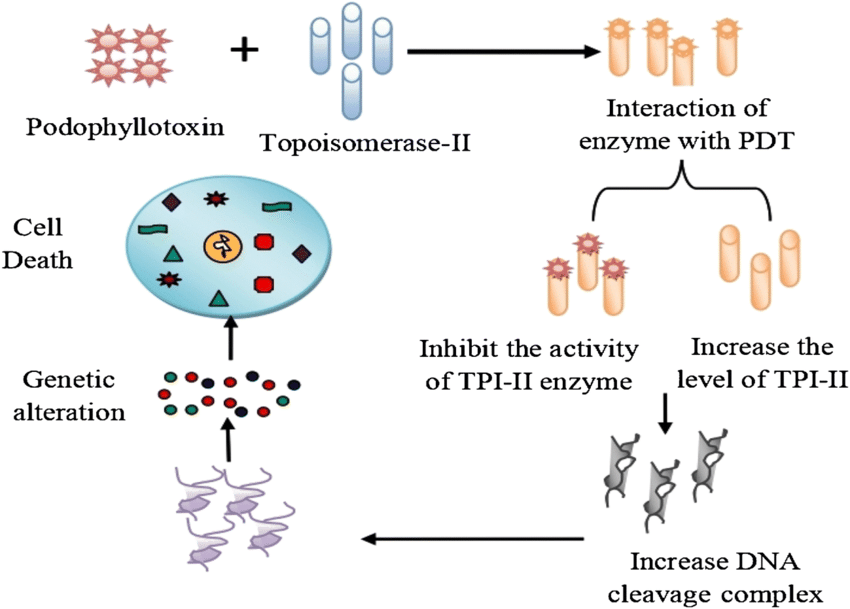 +
Podophyllotoxin
Topoisomerase-II
Interaction of
enzyme with PDT
Inhibit the activity
of TPI-II enzyme
Increase the
level of TPI-II
Increase DNA
cleavage complex
Genetic
alteration
Cell
Death